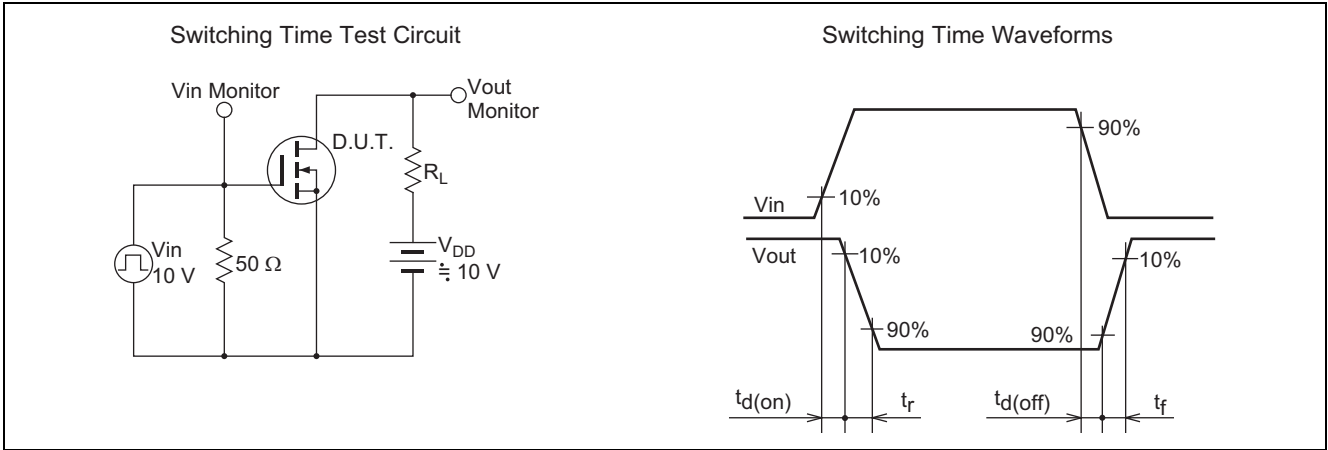 Switching Time Test Circuit
Vin Monitor
Vout
Monitor
D.U.T.
RL
Vin
10 V
50 Ω
VDD
≒ 10 V
Switching Time Waveforms
90%
Vin
10%
Vout
10%
10%
90%
90%
td(on)
tr
td(off)
tf